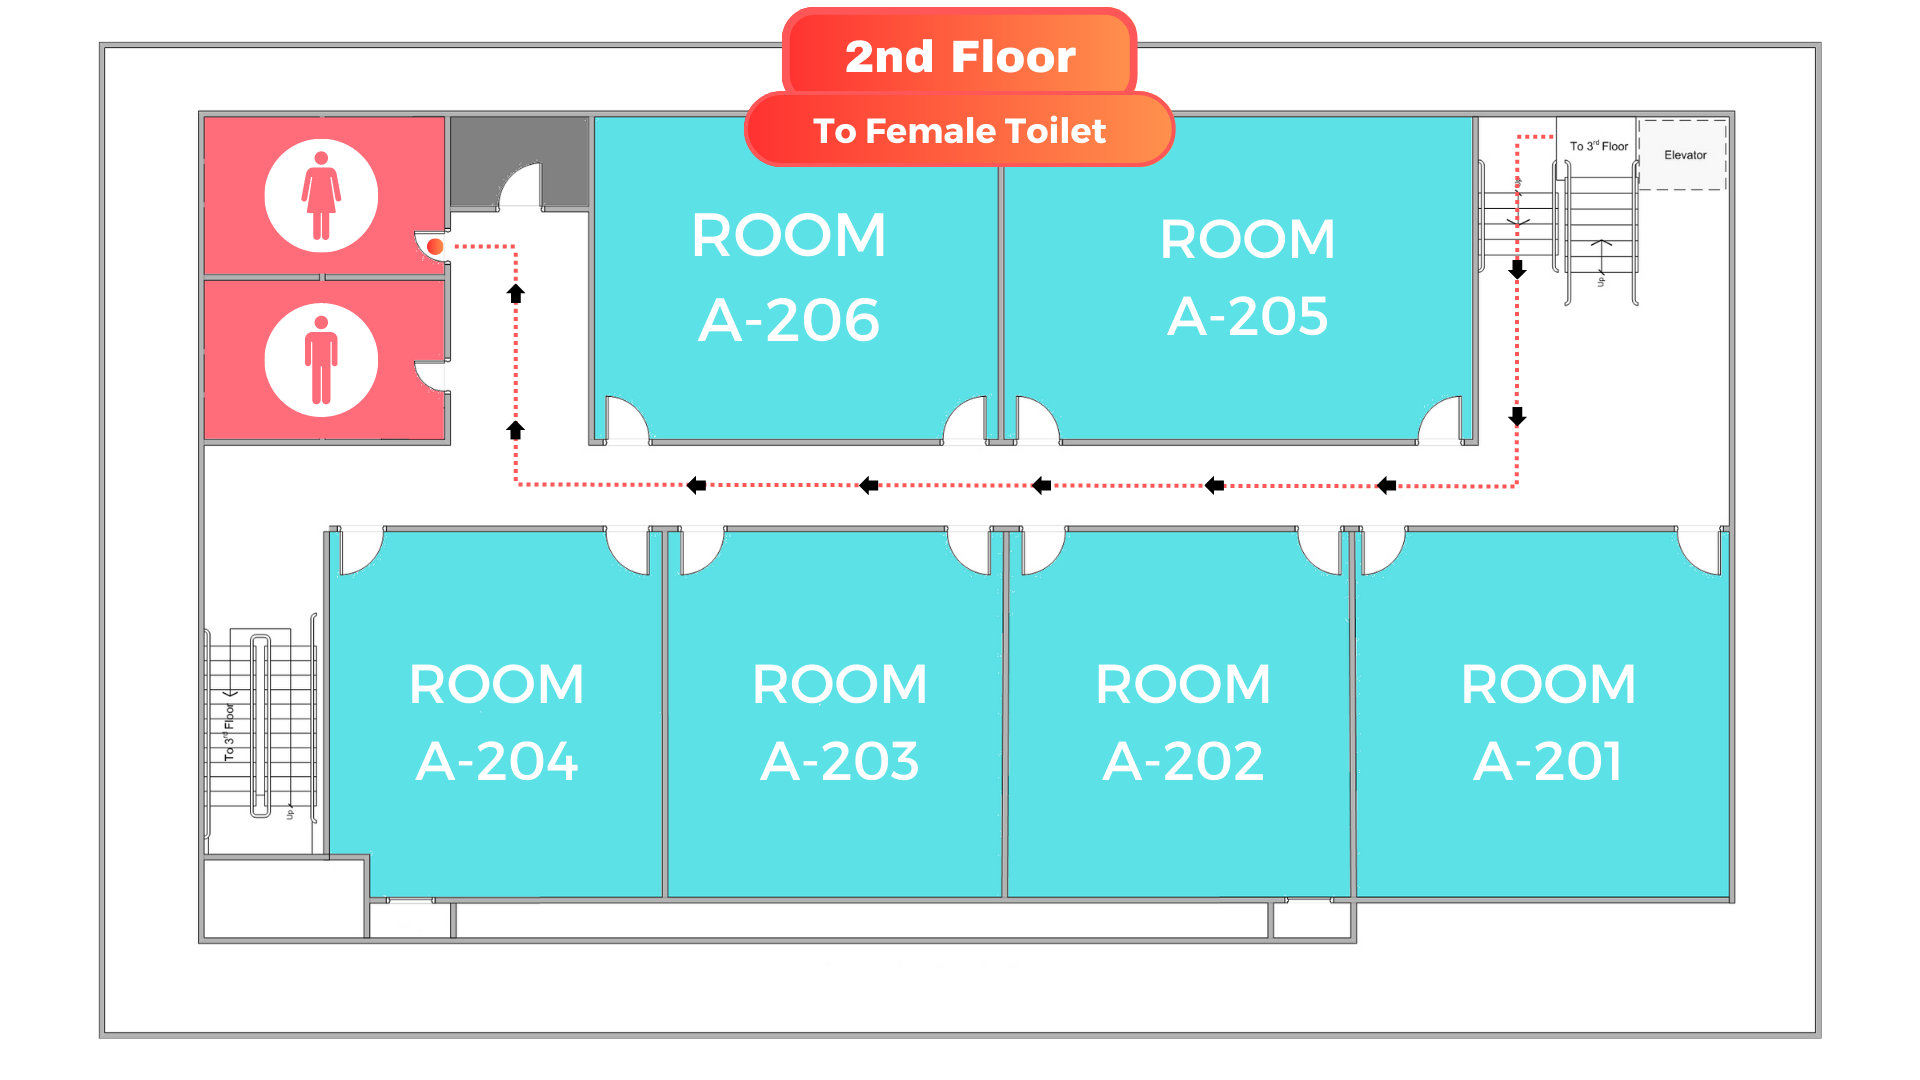 2nd Floor
To Female Toilet
To 3rd Floor
Elevator
Up
Up
ROOM
A-206
ROOM
A-205
ROOM
A-204
ROOM
A-203
ROOM
A-202
ROOM
A-201
To 3rd Floor
Up